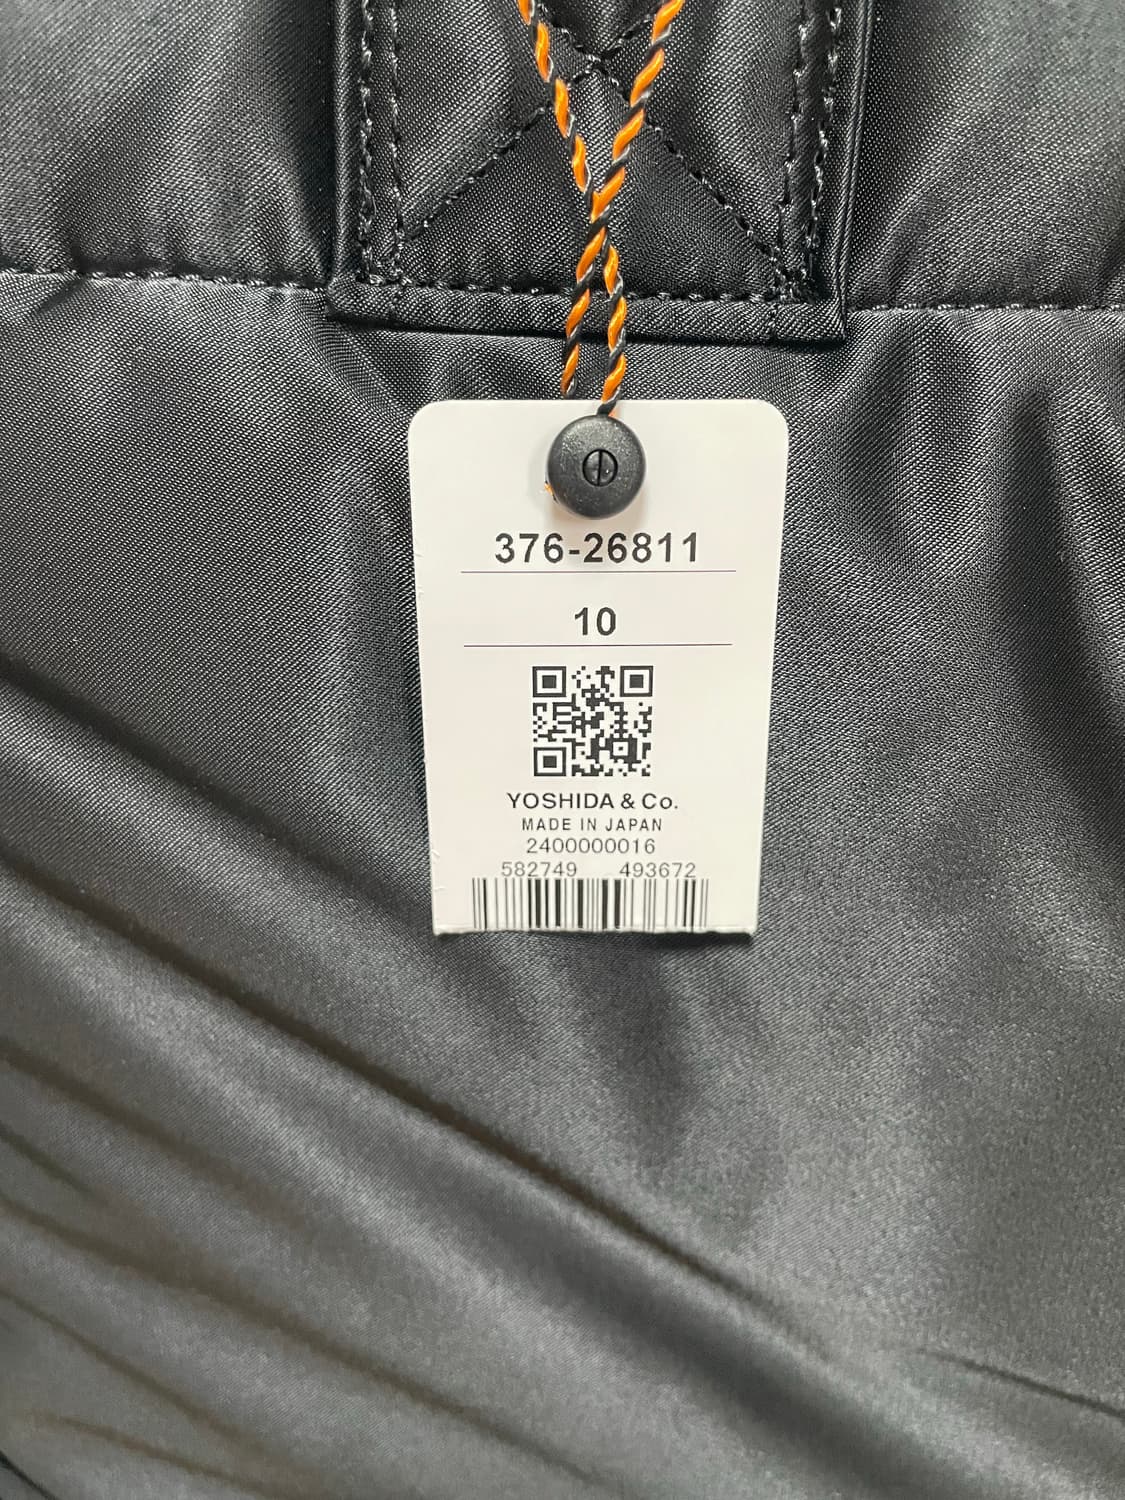 376-26811
10
YOSHIDA & Co.
MADE IN JAPAN
2400000016
582749 493672